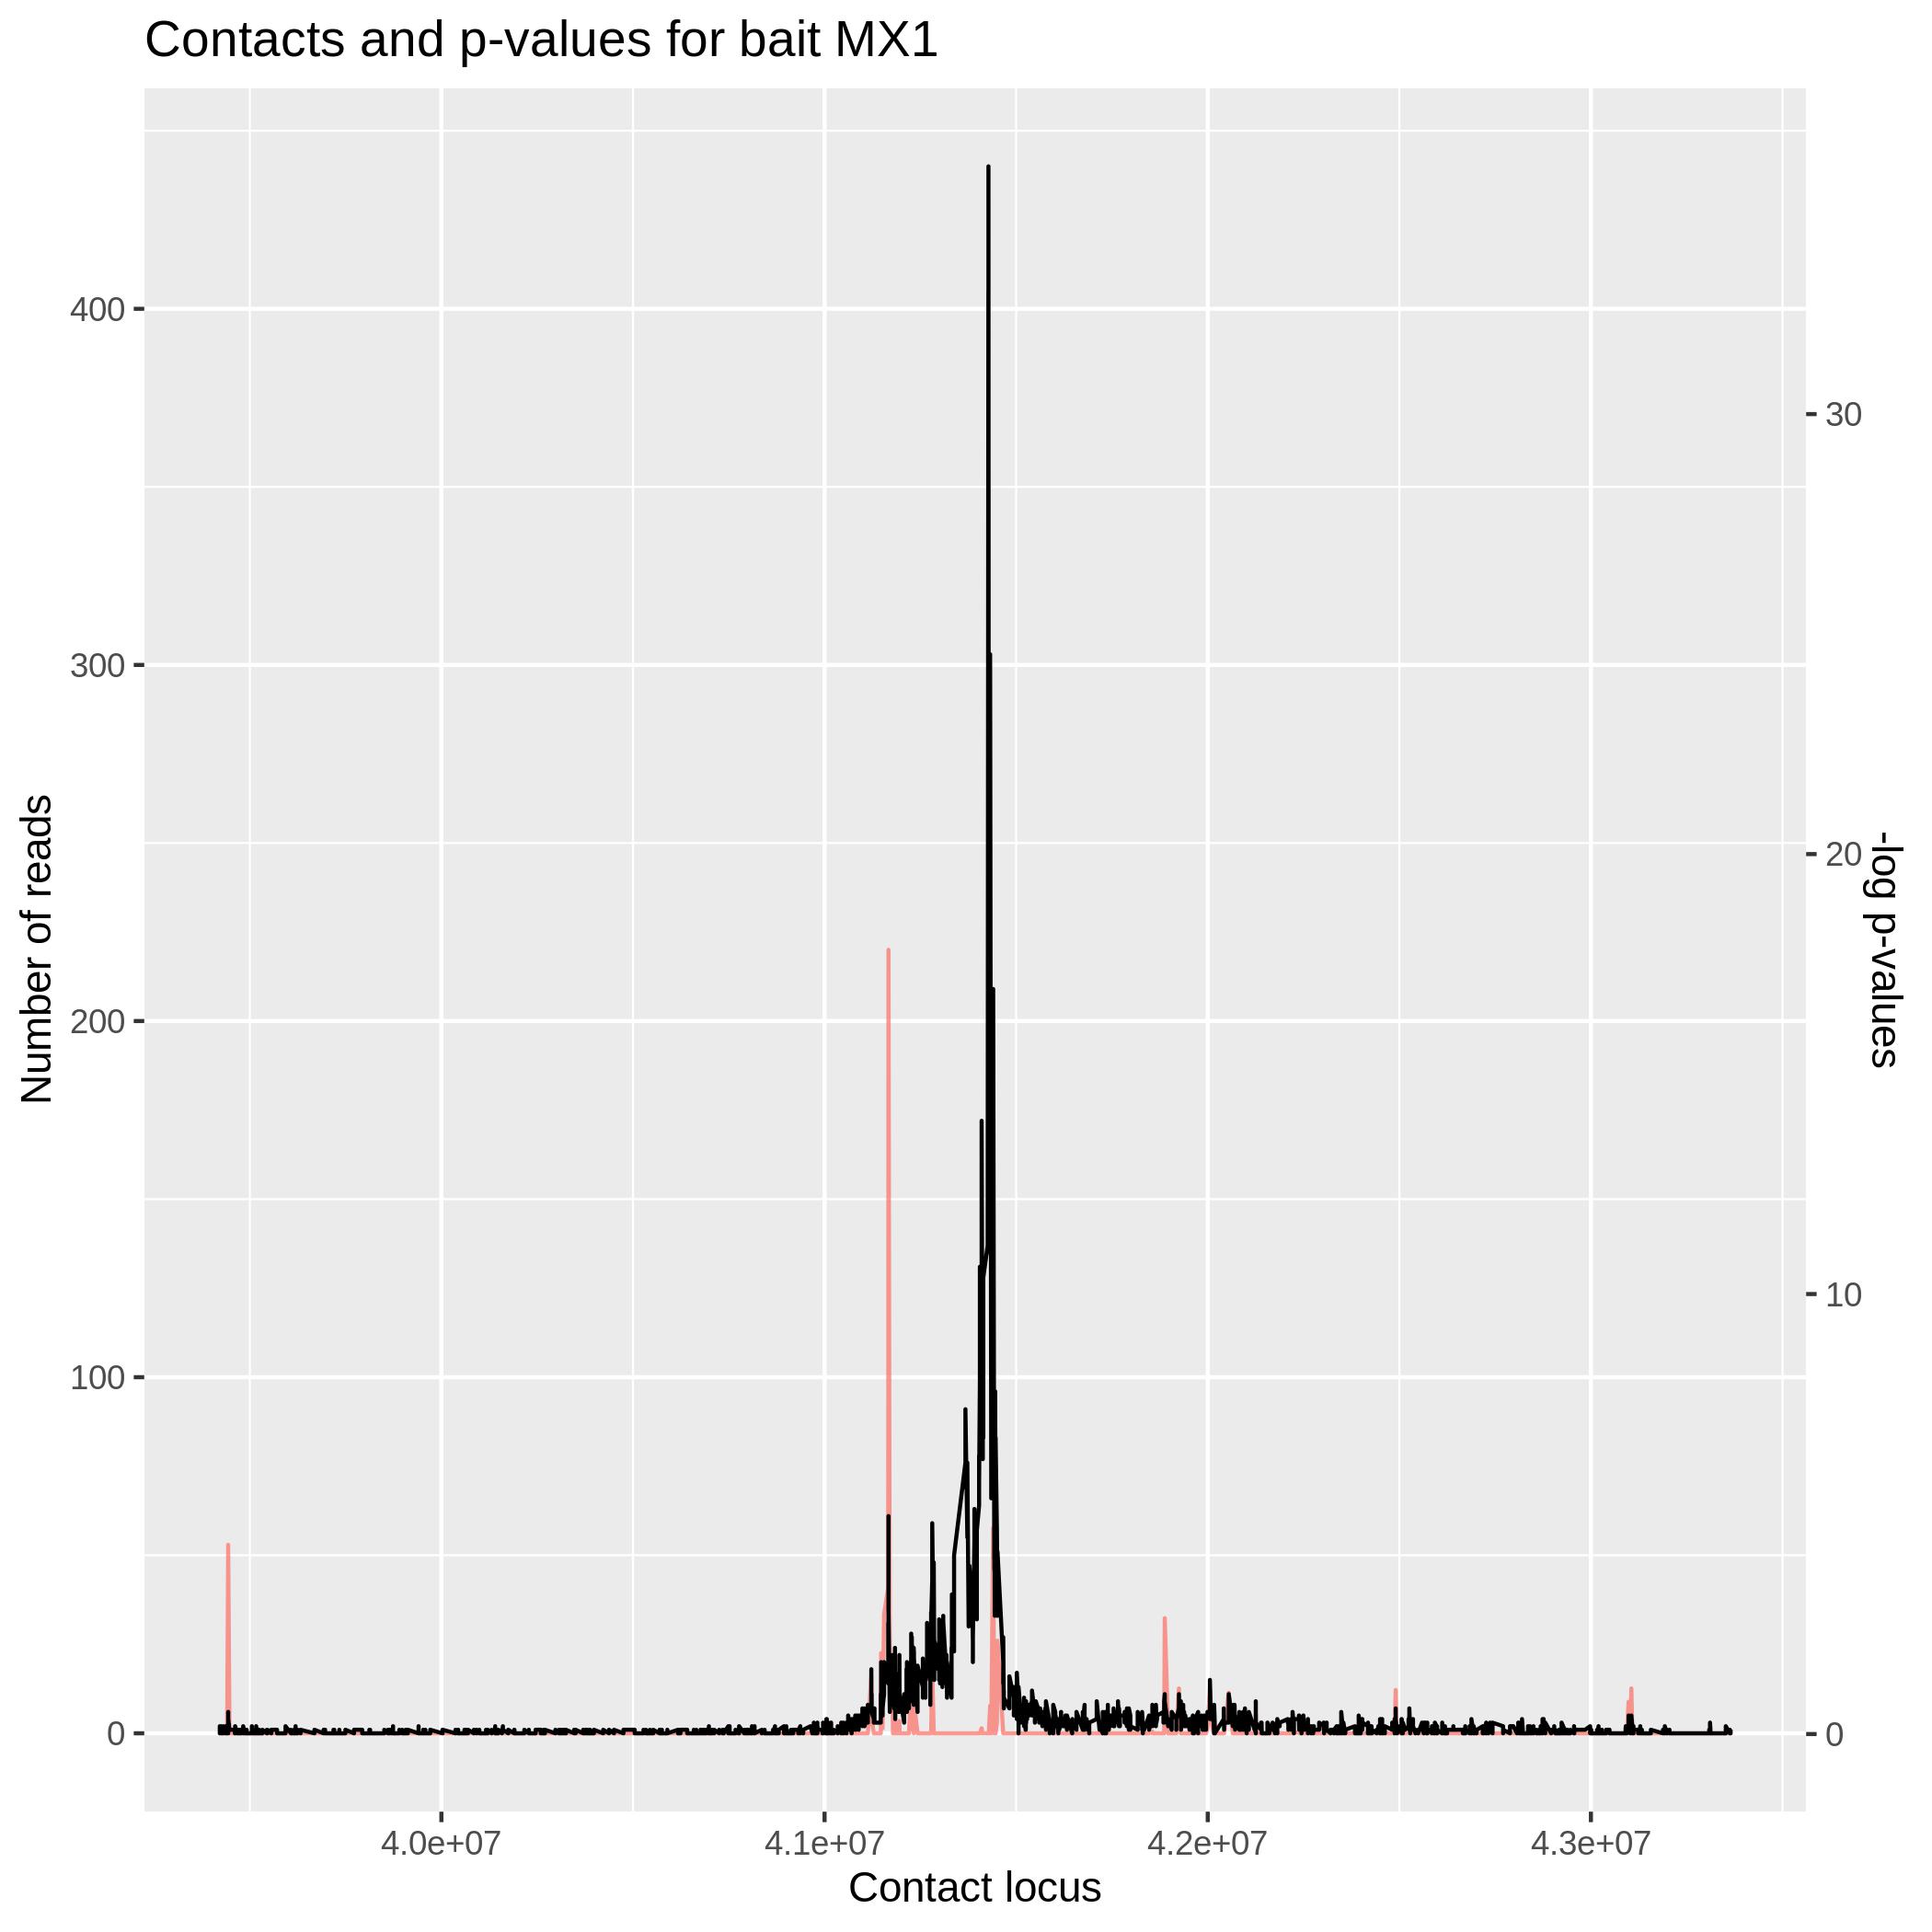 Contacts and p-values for bait MX1
Number of reads
400
300
200
100
0
30
20
10
0
-log p-values
4.0e+07
4.1e+07
4.2e+07
4.3e+07
Contact locus